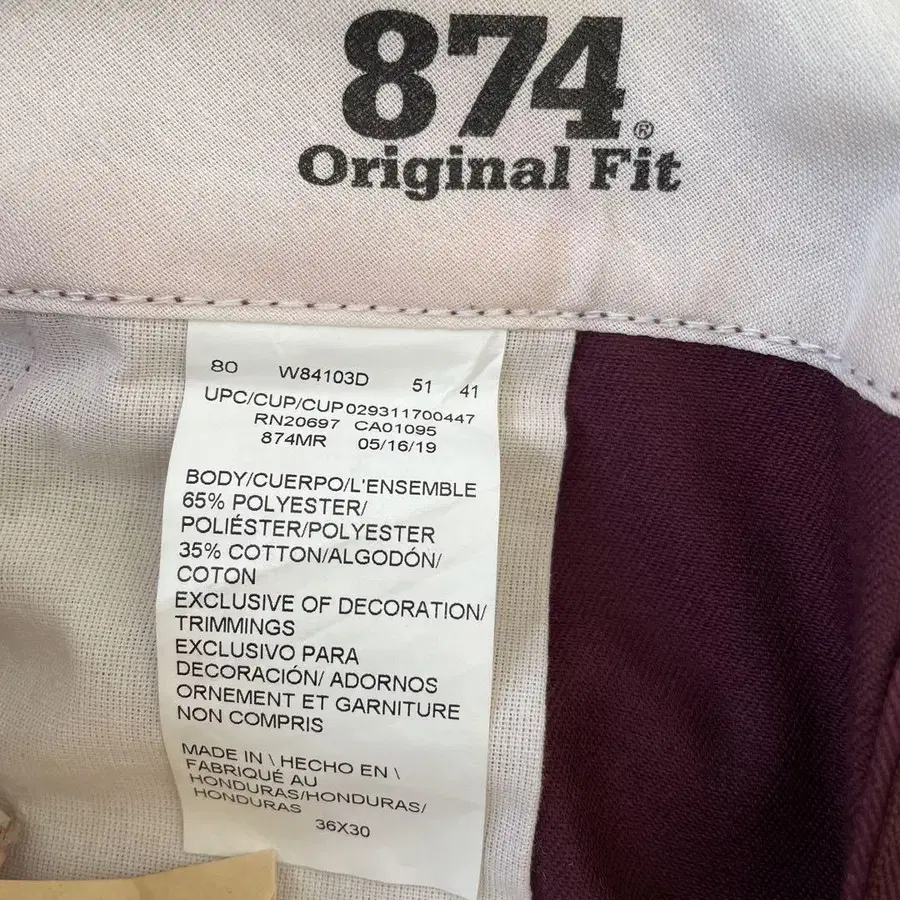 874®
Original Fit
80 W84103D 51 41
UPC/CUP/CUP 029311700447
RN20697 CA01095
874MR 05/16/19
BODY/CUERPO/L'ENSEMBLE
65% POLYESTER/
POLIÉSTER/POLYESTER
35% COTTON/ALGODÓN/
COTON
EXCLUSIVE OF DECORATION/
TRIMMINGS
EXCLUSIVO PARA
DECORACIÓN/ ADORNOS
ORNEMENT ET GARNITURE
NON COMPRIS
MADE IN \ HECHO EN \
FABRIQUÉ AU
HONDURAS/HONDURAS/
HONDURAS
36X30